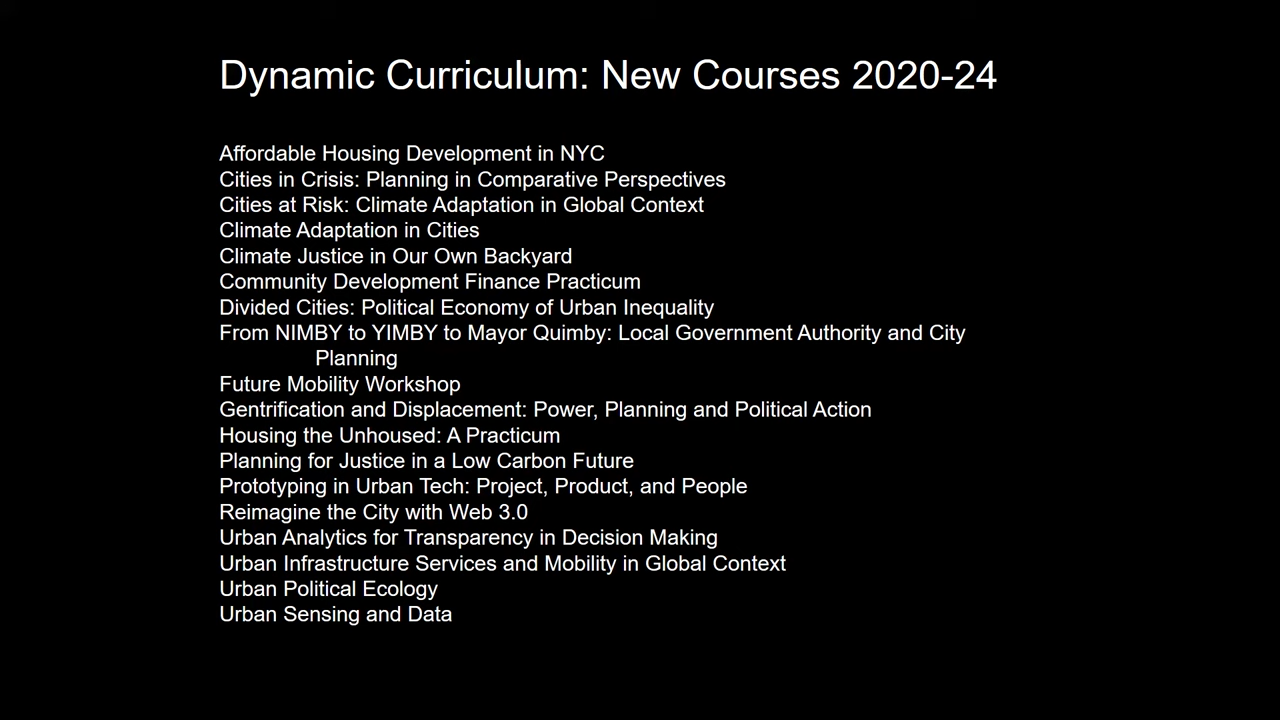 Dynamic Curriculum: New Courses 2020-24
Affordable Housing Development in NYC
Cities in Crisis: Planning in Comparative Perspectives
Cities at Risk: Climate Adaptation in Global Context
Climate Adaptation in Cities
Climate Justice in Our Own Backyard
Community Development Finance Practicum
Divided Cities: Political Economy of Urban Inequality
From NIMBY to YIMBY to Mayor Quimby: Local Government Authority and City
Planning
Future Mobility Workshop
Gentrification and Displacement: Power, Planning and Political Action
Housing the Unhoused: A Practicum
Planning for Justice in a Low Carbon Future
Prototyping in Urban Tech: Project, Product, and People
Reimagine the City with Web 3.0
Urban Analytics for Transparency in Decision Making
Urban Infrastructure Services and Mobility in Global Context
Urban Political Ecology
Urban Sensing and Data